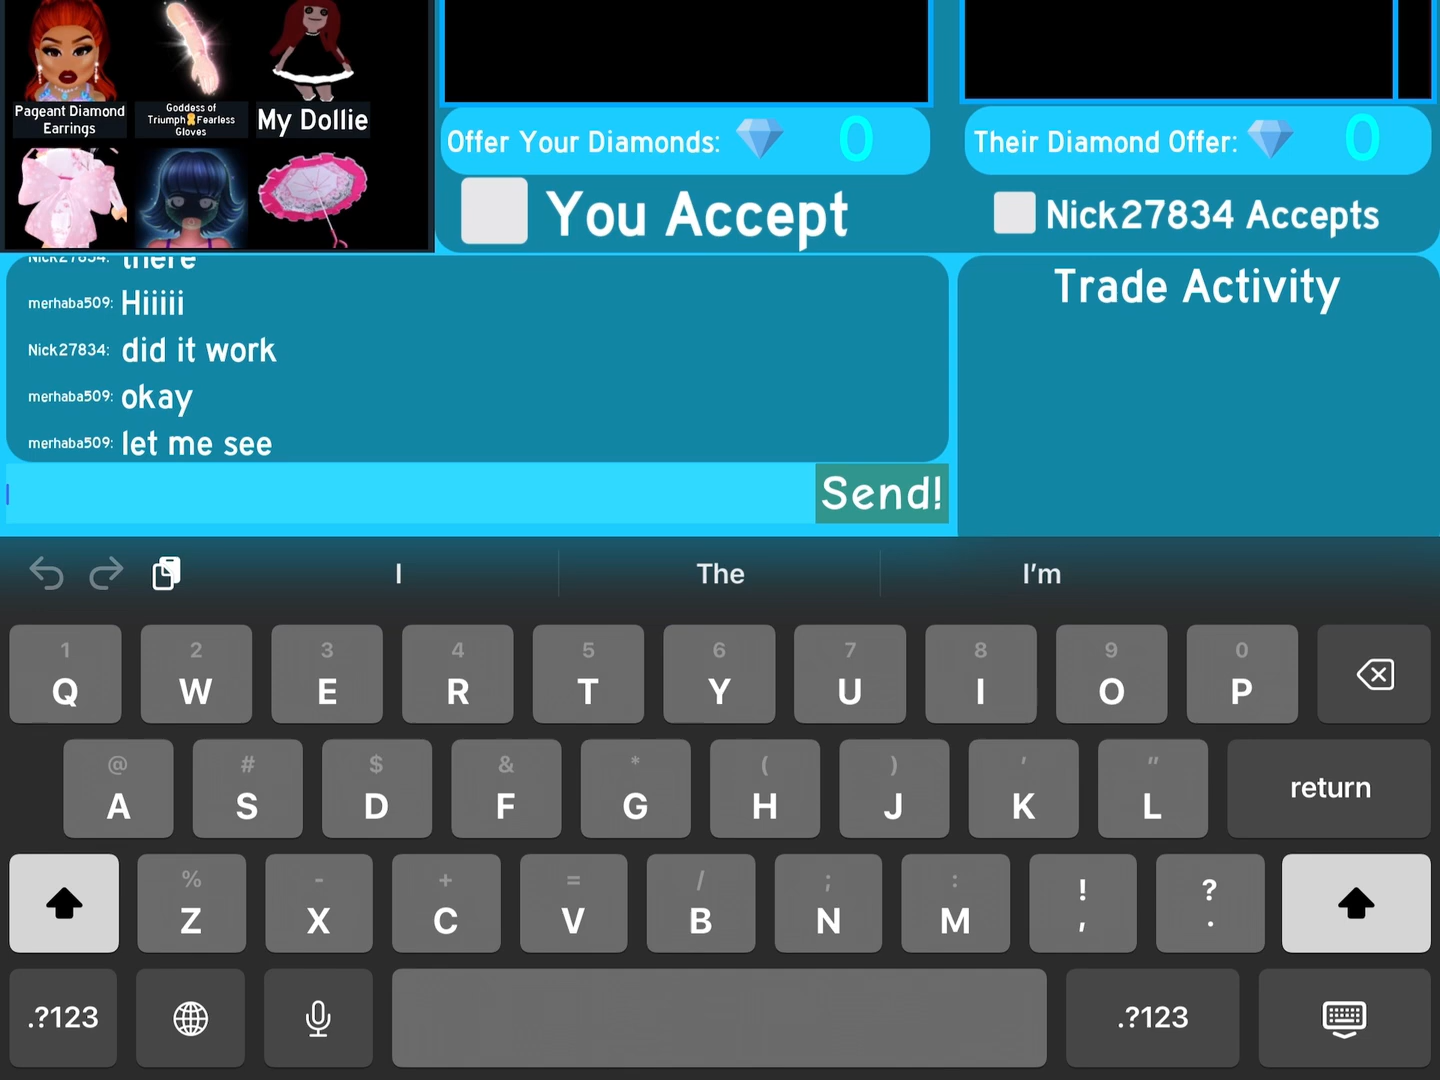 Pageant Diamond
Earrings
Goddess of
Triumph🎗Fearless
Gloves
My Dollie
Offer Your Diamonds: 0
You Accept
Their Diamond Offer: 0
Nick27834 Accepts
Nick27834: there
merhaba509: Hiiiii
Nick27834: did it work
merhaba509: okay
merhaba509: let me see
Send!
Trade Activity
I The I’m
1 2 3 4 5 6 7 8 9 0
Q W E R T Y U I O P
@ # $ & * ( ) ' "
A S D F G H J K L return
% - + = / ; : ! ?
Z X C V B N M , .
.?123 .?123